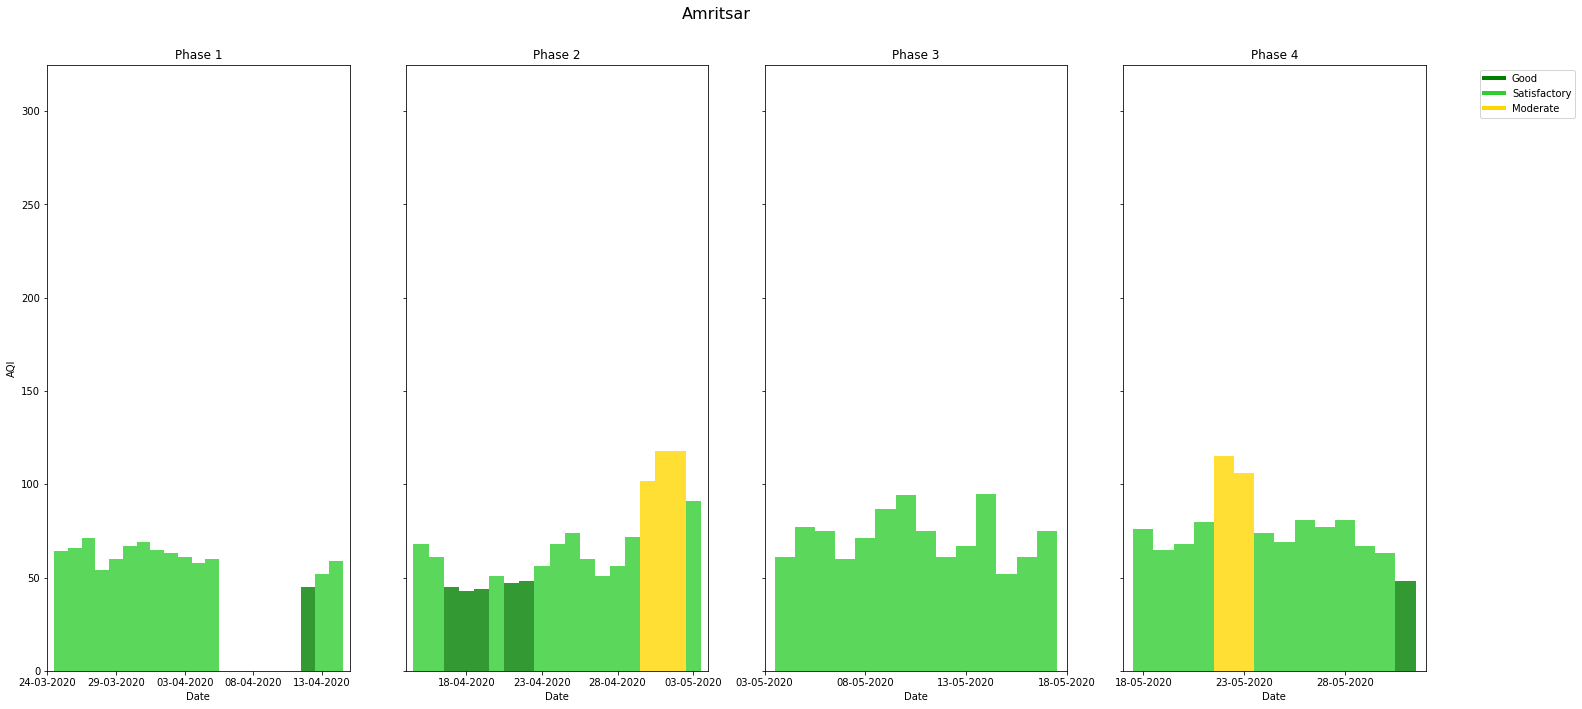 Amritsar
Phase 1
Phase 2
Phase 3
Phase 4
Good
Satisfactory
Moderate
300
250
200
150
100
50
0
AQI
24-03-2020 29-03-2020 03-04-2020 08-04-2020 13-04-2020
18-04-2020 23-04-2020 28-04-2020 03-05-2020
03-05-2020 08-05-2020 13-05-2020 18-05-2020
18-05-2020 23-05-2020 28-05-2020
Date
Date
Date
Date